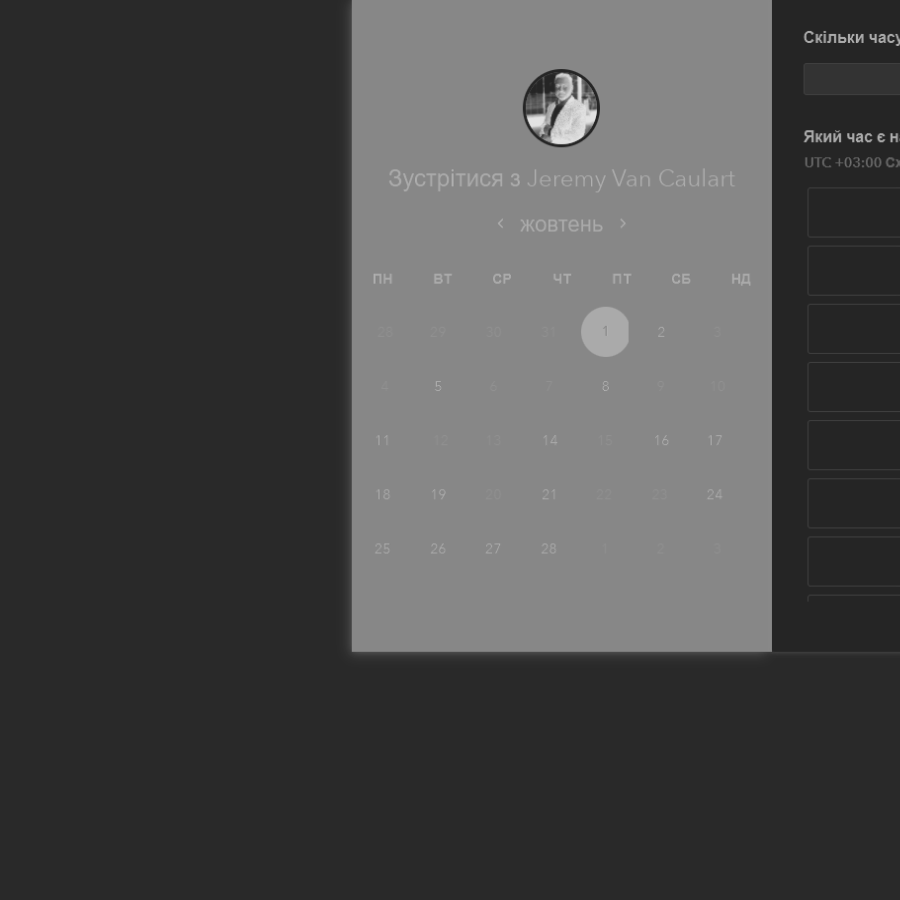 Скільки часу
Зустрітися з Jeremy Van Caulart
жовтень
ПН ВТ СР ЧТ ПТ СБ НД
28 29 30 31 1 2 3
4 5 6 7 8 9 10
11 12 13 14 15 16 17
18 19 20 21 22 23 24
25 26 27 28 1 2 3
Який час є
UTC +03:00